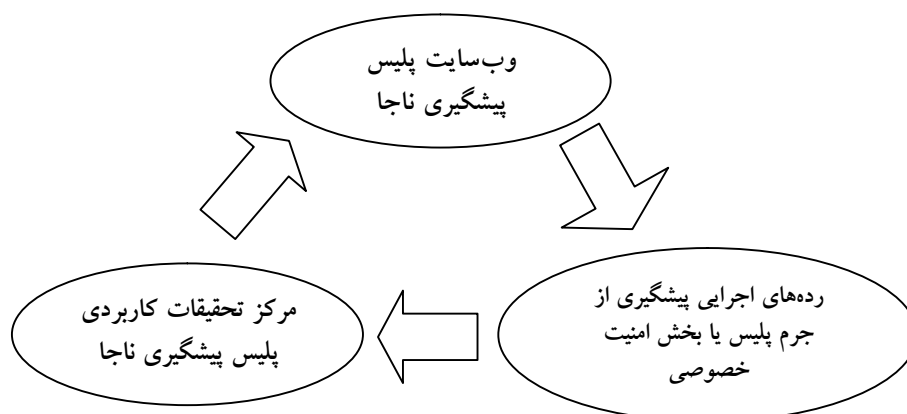 وب‌سایت پلیس
پیشگیری ناجا
رده‌های اجرایی پیشگیری از
جرم پلیس یا بخش امنیت
خصوصی
مرکز تحقیقات کاربردی
پلیس پیشگیری ناجا